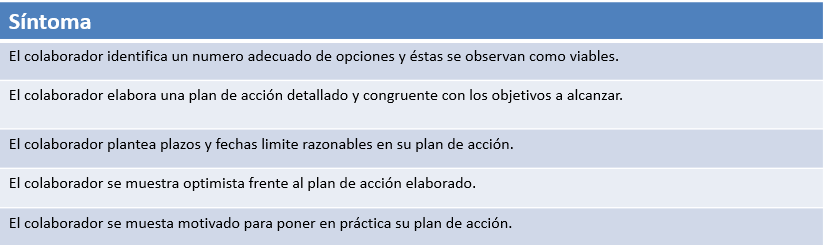 Síntoma
El colaborador identifica un numero adecuado de opciones y éstas se observan como viables.
El colaborador elabora una plan de acción detallado y congruente con los objetivos a alcanzar.
El colaborador plantea plazos y fechas limite razonables en su plan de acción.
El colaborador se muestra optimista frente al plan de acción elaborado.
El colaborador se muesta motivado para poner en práctica su plan de acción.